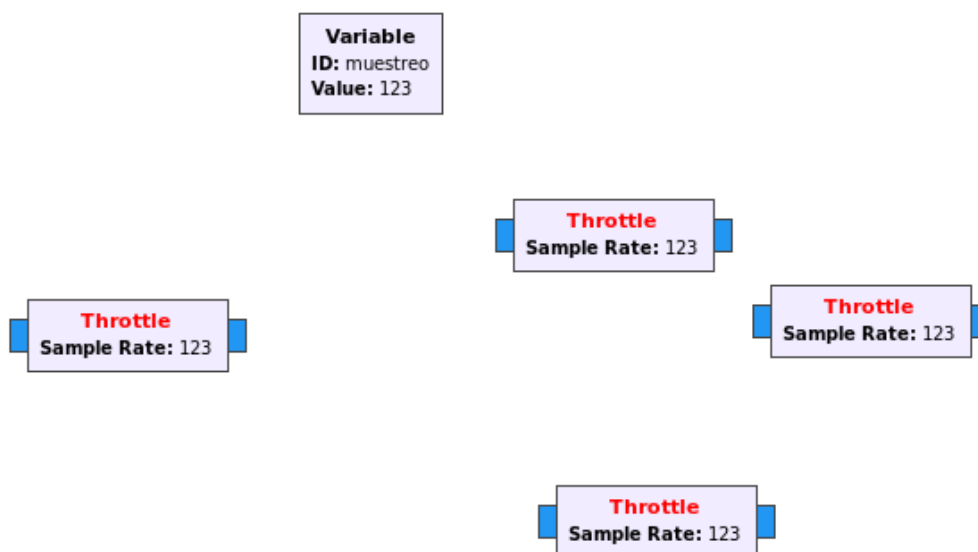 Variable
ID: muestreo
Value: 123
Throttle
Sample Rate: 123
Throttle
Sample Rate: 123
Throttle
Sample Rate: 123
Throttle
Sample Rate: 123